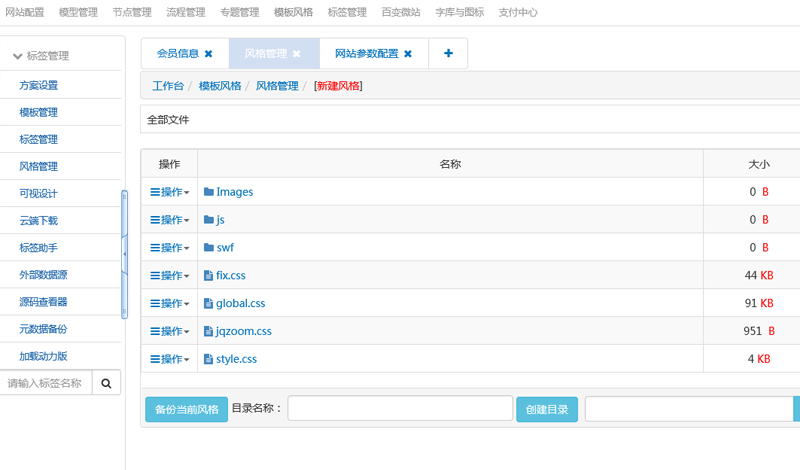 网站配置 模型管理 节点管理 流程管理 专题管理 模板风格 标签管理 百变微站 字库与图标 支付中心
标签管理
方案设置
模板管理
标签管理
风格管理
可视设计
云端下载
标签助手
外部数据源
源码查看器
元数据备份
加载动力版
请输入标签名称
会员信息 ✖ 风格管理 ✖ 网站参数配置 ✖ +
工作台 / 模板风格 / 风格管理 / [新建风格]
全部文件
操作 名称 大小
操作 Images 0 B
操作 js 0 B
操作 swf 0 B
操作 fix.css 44 KB
操作 global.css 91 KB
操作 jqzoom.css 951 B
操作 style.css 4 KB
备份当前风格 目录名称： 创建目录